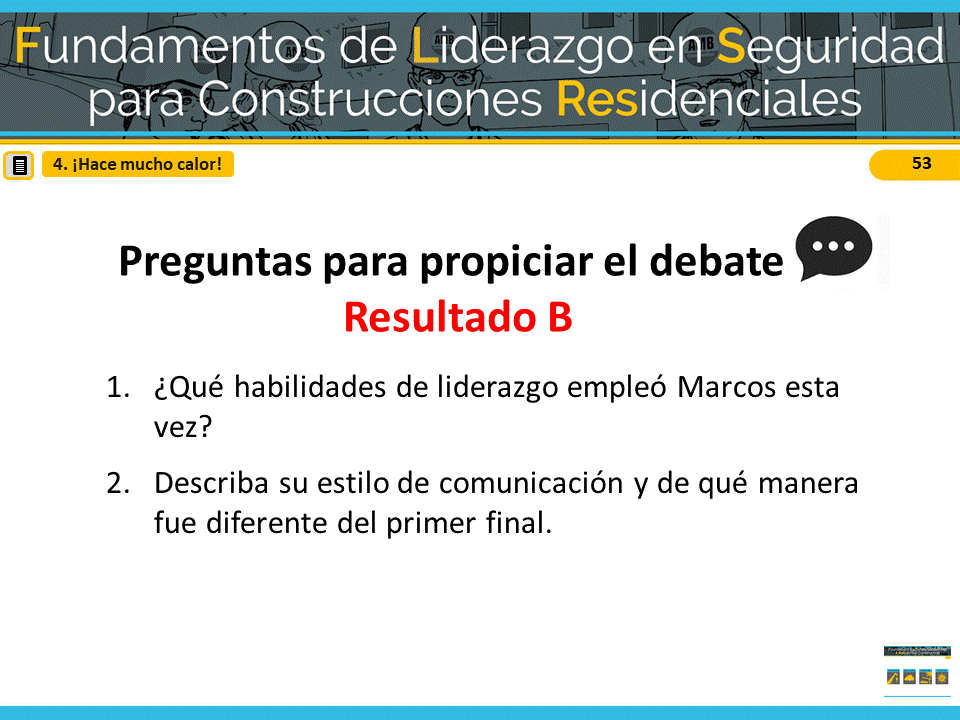 Fundamentos de Liderazgo en Seguridad
para Construcciones Residenciales
4. ¡Hace mucho calor!
53
Preguntas para propiciar el debate
Resultado B
1. ¿Qué habilidades de liderazgo empleó Marcos esta
vez?
2. Describa su estilo de comunicación y de qué manera
fue diferente del primer final.